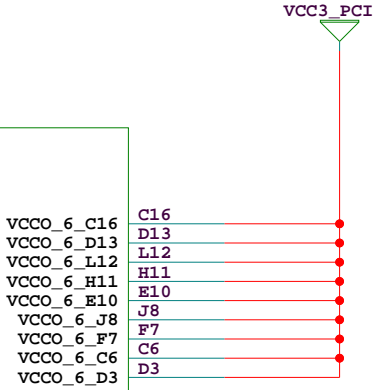 VCC3_PCI
VCCO_6_C16 C16
VCCO_6_D13 D13
VCCO_6_L12 L12
VCCO_6_H11 H11
VCCO_6_E10 E10
VCCO_6_J8 J8
VCCO_6_F7 F7
VCCO_6_C6 C6
VCCO_6_D3 D3